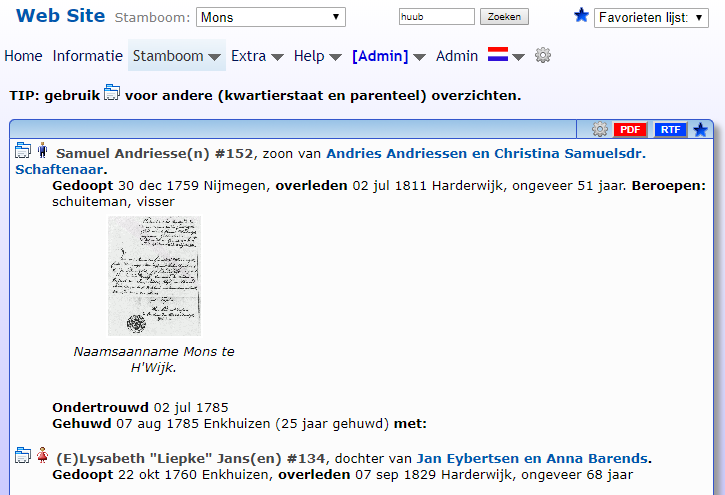 Web Site Stamboom: Mons huub Zoeken Favorieten lijst:
Home Informatie Stamboom Extra Help [Admin] Admin
TIP: gebruik voor andere (kwartierstaat en parenteel) overzichten.
PDF RTF
Samuel Andriesse(n) #152, zoon van Andries Andriessen en Christina Samuelsdr.
Schaftenaar.
Gedoopt 30 dec 1759 Nijmegen, overleden 02 jul 1811 Harderwijk, ongeveer 51 jaar. Beroepen:
schuiteman, visser
Naamsaanname Mons te
H'Wijk.
Ondertrouwd 02 jul 1785
Gehuwd 07 aug 1785 Enkhuizen (25 jaar gehuwd) met:
(E)Lysabeth "Liepke" Jans(en) #134, dochter van Jan Eybertsen en Anna Barends.
Gedoopt 22 okt 1760 Enkhuizen, overleden 07 sep 1829 Harderwijk, ongeveer 68 jaar